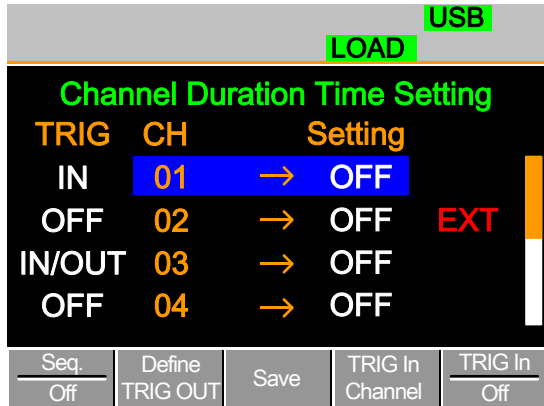 USB
LOAD
Channel Duration Time Setting
TRIG CH Setting
IN 01 → OFF
OFF 02 → OFF EXT
IN/OUT 03 → OFF
OFF 04 → OFF
Seq. Define Save TRIG In TRIG In
Off TRIG OUT Channel Off